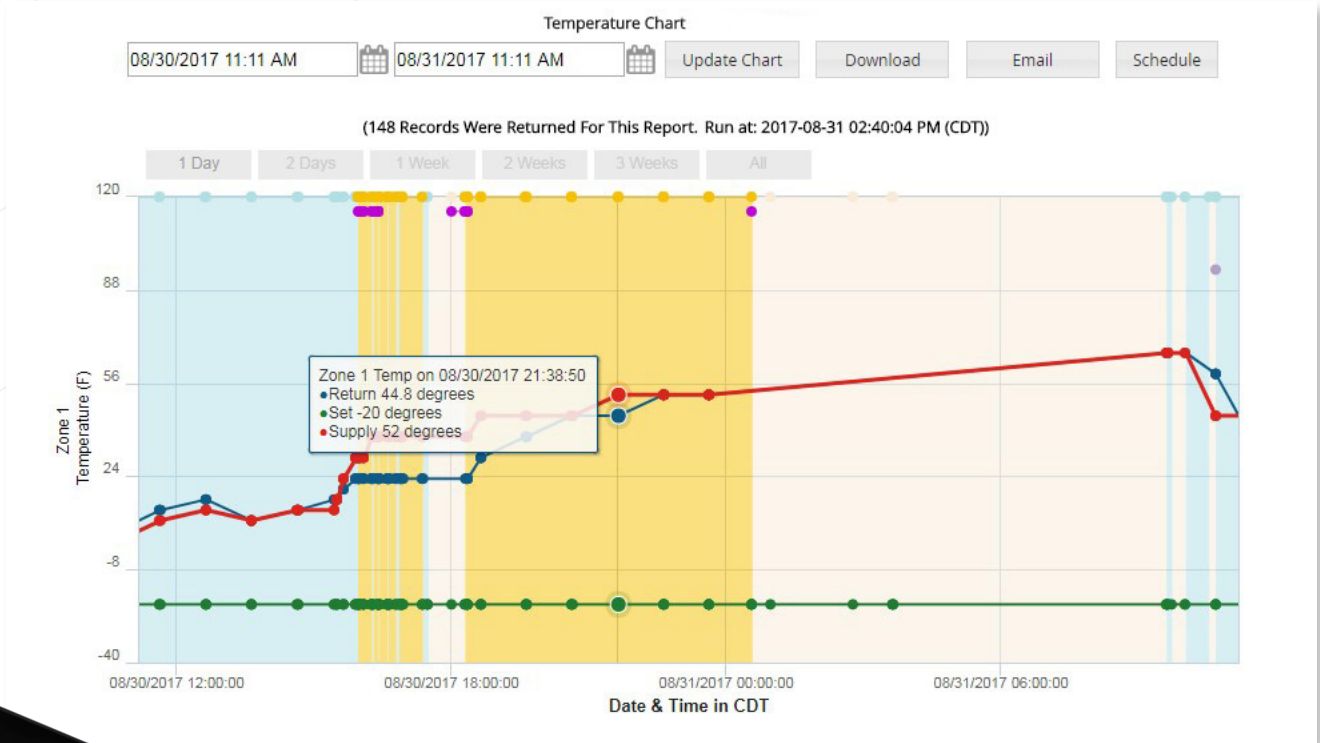 Temperature Chart
08/30/2017 11:11 AM 08/31/2017 11:11 AM Update Chart Download Email Schedule
(148 Records Were Returned For This Report. Run at: 2017-08-31 02:40:04 PM (CDT))
1 Day 2 Days 1 Week 2 Weeks 3 Weeks All
120
88
56
24
-8
-40
Zone 1
Temperature (F)
Zone 1 Temp on 08/30/2017 21:38:50
•Return 44.8 degrees
•Set -20 degrees
•Supply 52 degrees
08/30/2017 12:00:00 08/30/2017 18:00:00 08/31/2017 00:00:00 08/31/2017 06:00:00
Date & Time in CDT